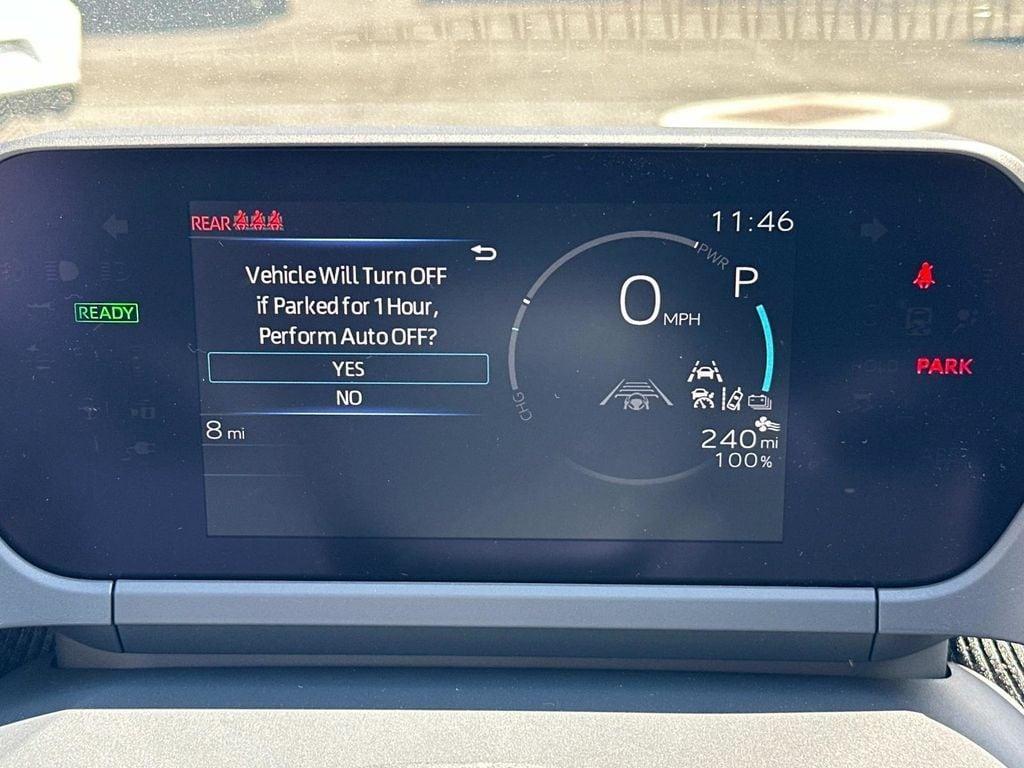 REAR
11:46
PWR
Vehicle Will Turn OFF
if Parked for 1 Hour,
Perform Auto OFF?
YES
NO
READY
0 MPH
P
PARK
CHG
8 mi
240 mi
100%